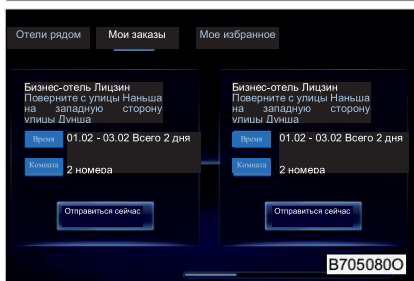 Отели рядом Мои заказы Мое избранное
Бизнес-отель Лицзин
Поверните с улицы Наньша
на западную сторону
улицы Дунша
Время 01.02 - 03.02 Всего 2 дня
Комната 2 номера
Отправиться сейчас
Бизнес-отель Лицзин
Поверните с улицы Наньша
на западную сторону
улицы Дунша
Время 01.02 - 03.02 Всего 2 дня
Комната 2 номера
Отправиться сейчас
B705080O